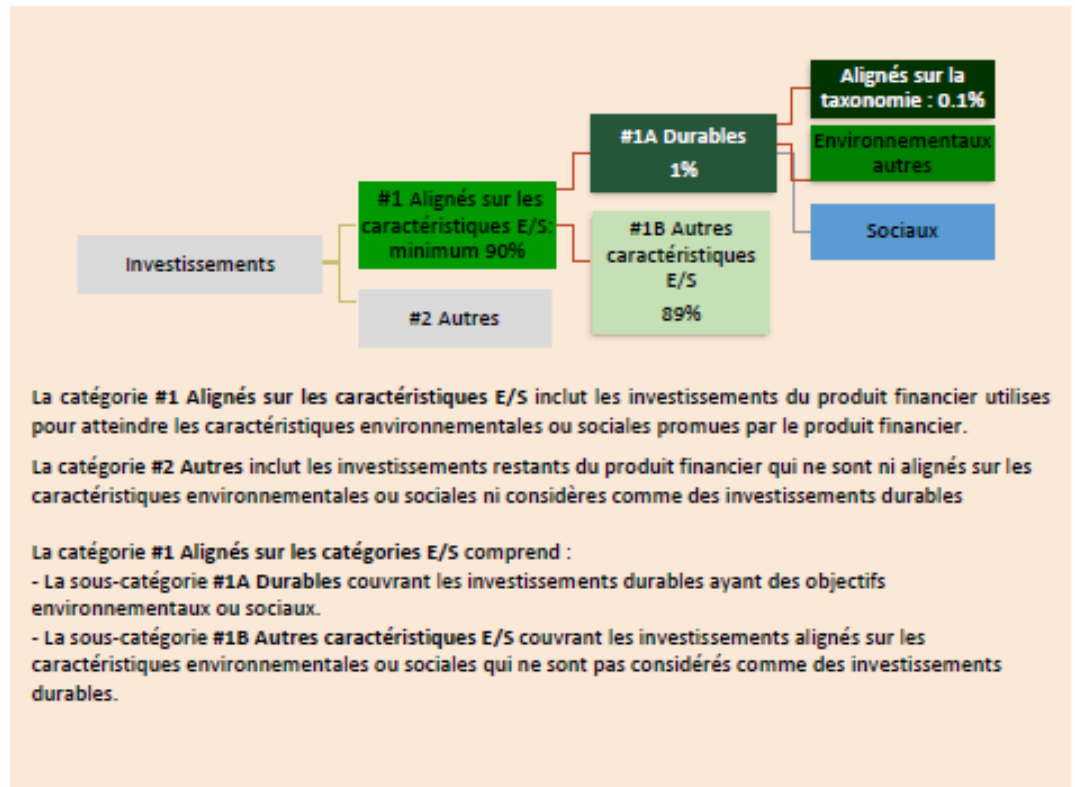 Alignés sur la
taxonomie : 0.1%
#1A Durables
1%
Environnementaux
autres
#1 Alignés sur les
caractéristiques E/S:
minimum 90%
#1B Autres
caractéristiques
E/S
89%
Sociaux
Investissements
#2 Autres
La catégorie #1 Alignés sur les caractéristiques E/S inclut les investissements du produit financier utilises
pour atteindre les caractéristiques environnementales ou sociales promues par le produit financier.
La catégorie #2 Autres inclut les investissements restants du produit financier qui ne sont ni alignés sur les
caractéristiques environnementales ou sociales ni considères comme des investissements durables
La catégorie #1 Alignés sur les catégories E/S comprend :
- La sous-catégorie #1A Durables couvrant les investissements durables ayant des objectifs
environnementaux ou sociaux.
- La sous-catégorie #1B Autres caractéristiques E/S couvrant les investissements alignés sur les
caractéristiques environnementales ou sociales qui ne sont pas considérés comme des investissements
durables.